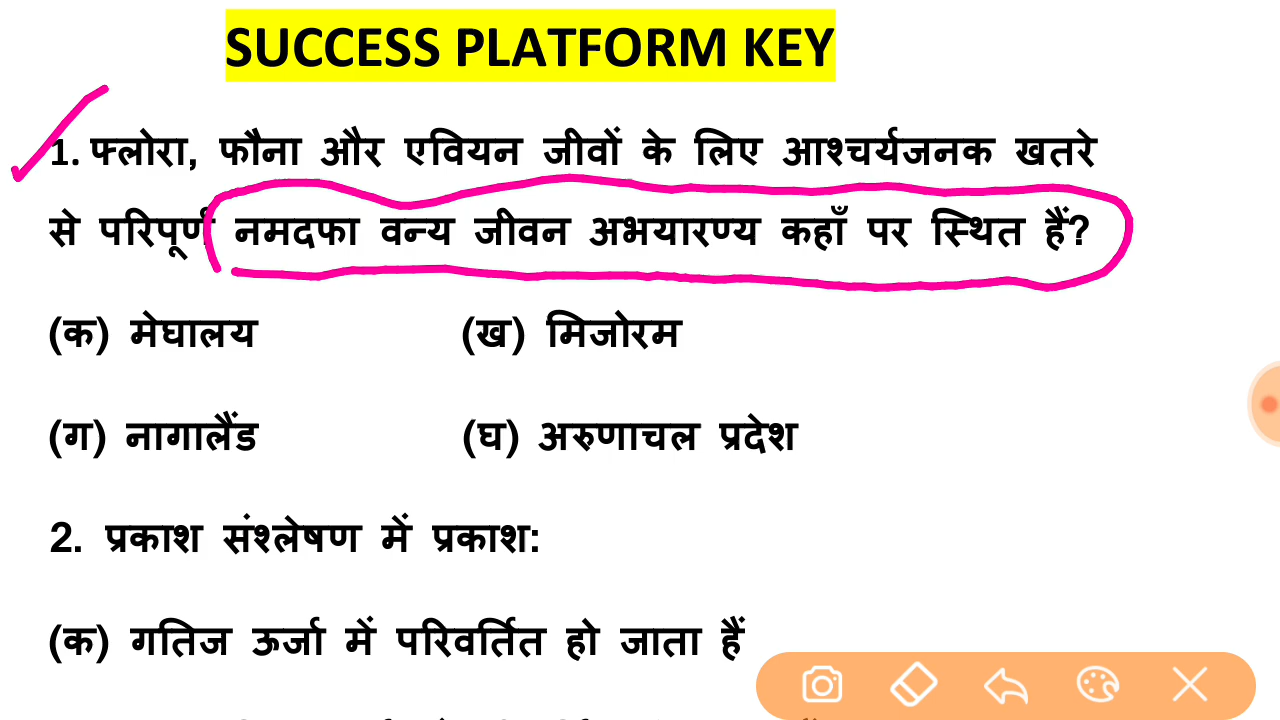 SUCCESS PLATFORM KEY
1. फ्लोरा, फौना और एवियन जीवों के लिए आश्चर्यजनक खतरे
से परिपूर्ण नमदफा वन्य जीवन अभयारण्य कहाँ पर स्थित हैं?
(क) मेघालय (ख) मिजोरम
(ग) नागालैंड (घ) अरुणाचल प्रदेश
2. प्रकाश संश्लेषण में प्रकाश:
(क) गतिज ऊर्जा में परिवर्तित हो जाता हैं